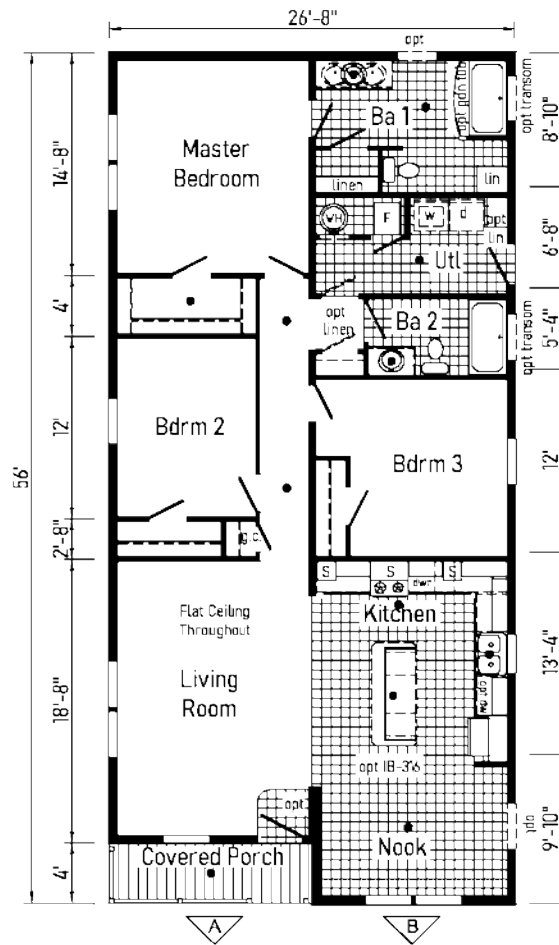 26'-8"
opt
opt gdn tub
opt transom
8'-10"
14'-8"
Ba 1
Master
Bedroom
linen
lin
WH
F
w
d
opt
lin
6'-8"
Utl
4'
opt
linen
Ba 2
opt transom
5'-4"
56'
12'
Bdrm 2
Bdrm 3
12'
2'-8"
g.c.
S
S
S
dwr
Kitchen
Flat Ceiling
Throughout
Living
Room
18'-8"
13'-4"
opt dw
opt IB-316
opt
opt
9'-10"
Covered Porch
Nook
4'
A
B